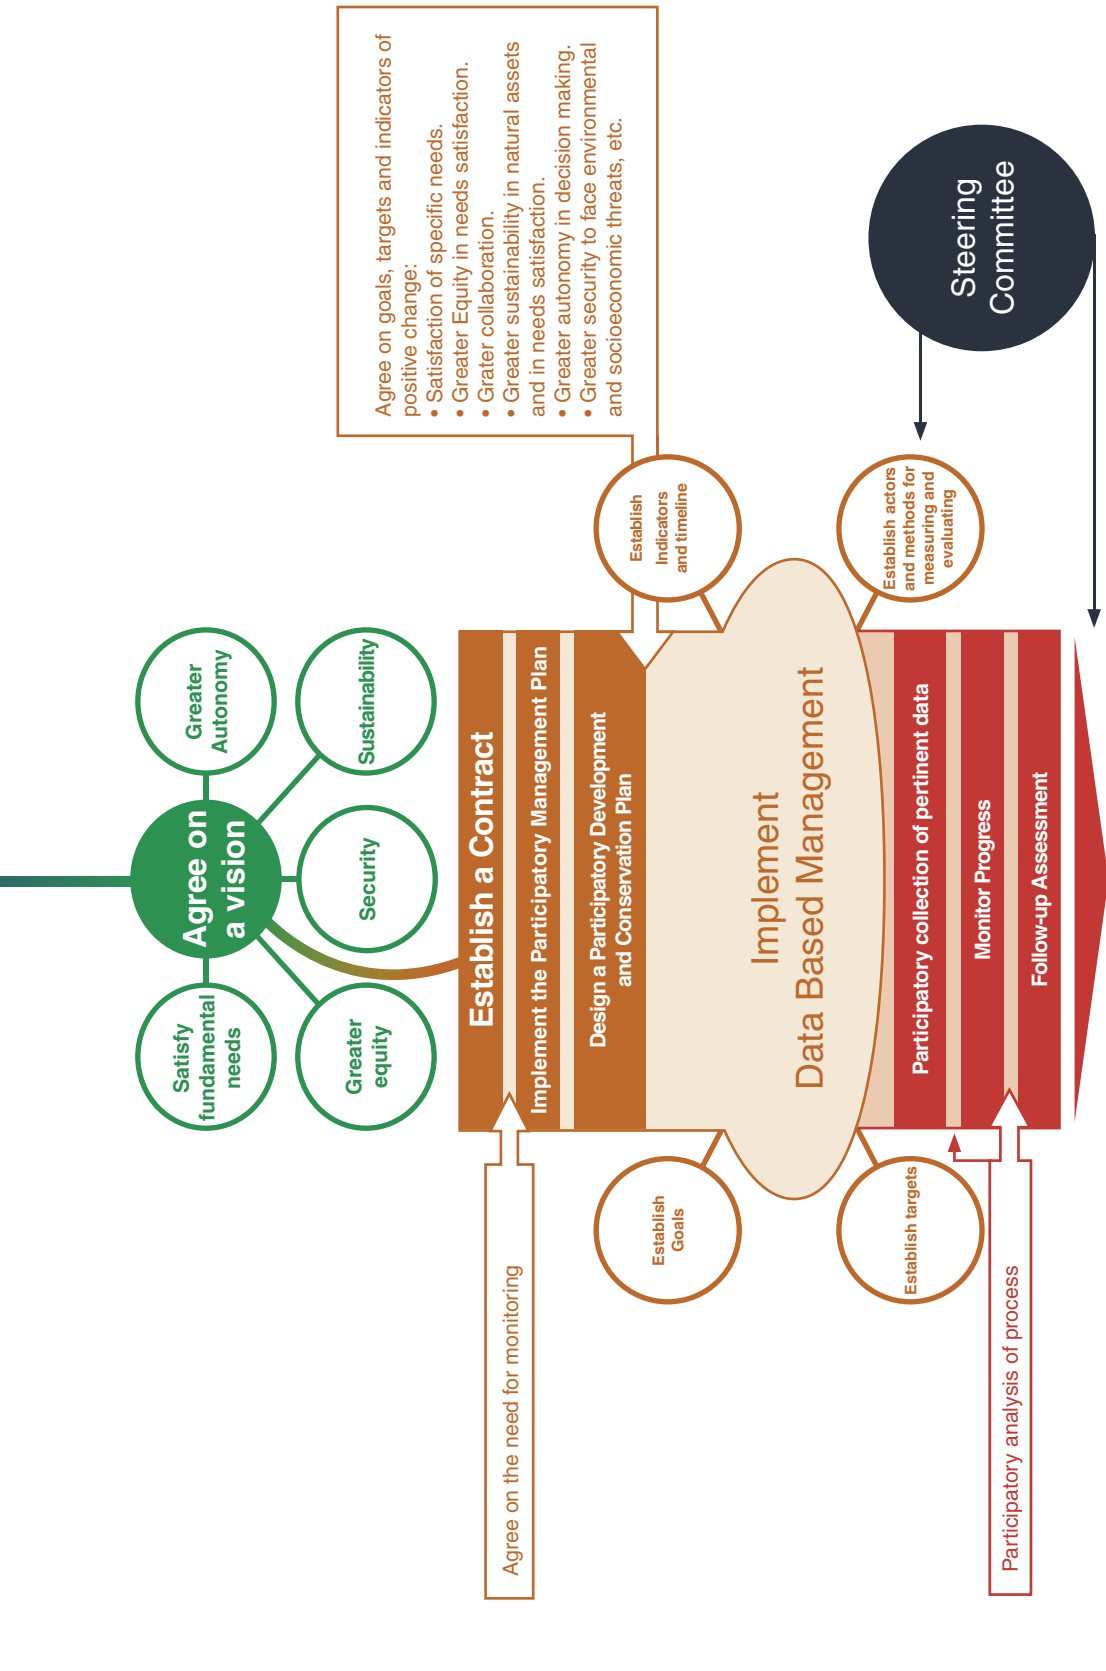 Agree on
a vision
Satisfy
fundamental
needs
Greater
Autonomy
Greater
equity
Security
Sustainability
Establish a Contract
Implement the Participatory Management Plan
Design a Participatory Development
and Conservation Plan
Agree on the need for monitoring
Agree on goals, targets and indicators of
positive change:
• Satisfaction of specific needs.
• Greater Equity in needs satisfaction.
• Grater collaboration.
• Greater sustainability in natural assets
and in needs satisfaction.
• Greater autonomy in decision making.
• Greater security to face environmental
and socioeconomic threats, etc.
Establish
Goals
Establish
Indicators
and timeline
Implement
Data Based Management
Establish targets
Establish actors
and methods for
measuring and
evaluating
Steering
Committee
Participatory collection of pertinent data
Monitor Progress
Follow-up Assessment
Participatory analysis of process